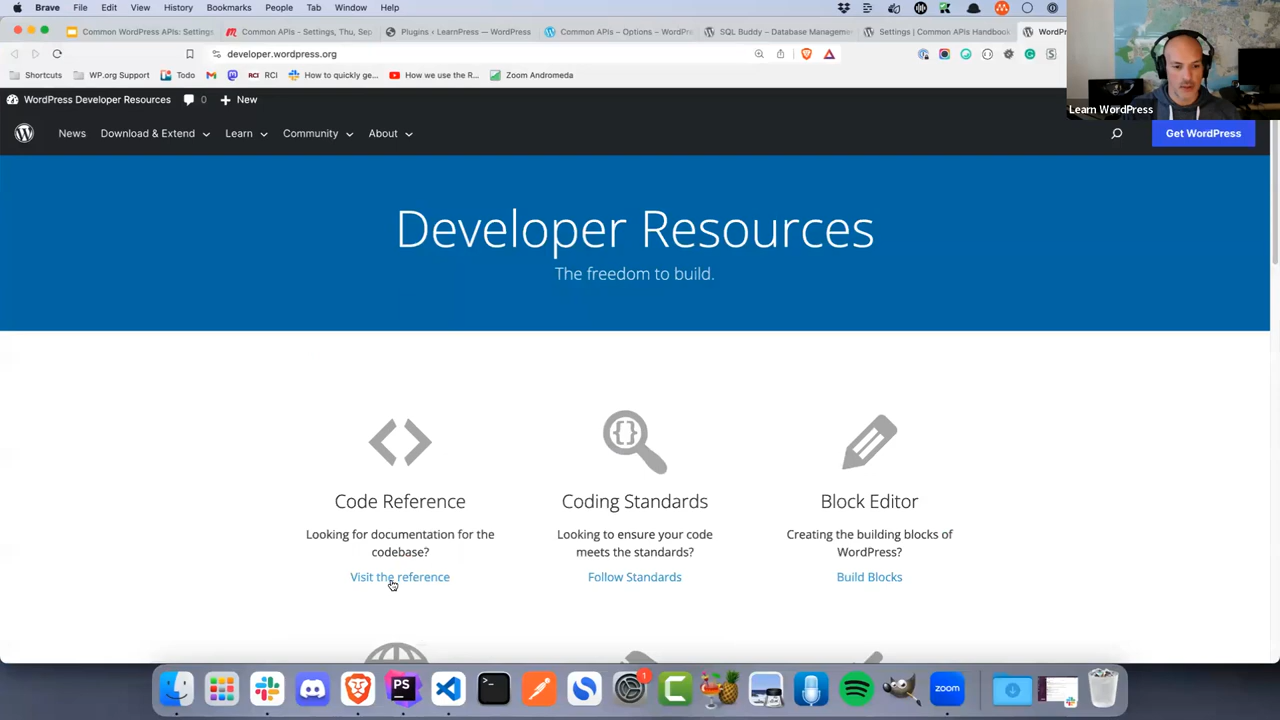 Brave File Edit View History Bookmarks People Tab Window Help
Common WordPress APIs: Settings
Common APIs - Settings, Thu, Sep
Plugins ‹ LearnPress — WordPress
Common APIs – Options – WordPre
SQL Buddy – Database Managemen
Settings | Common APIs Handbook
WordPr
developer.wordpress.org
Shortcuts WP.org Support Todo RCI RCI How to quickly ge... How we use the R... Zoom Andromeda
WordPress Developer Resources 0 + New
Learn WordPress
News Download & Extend Learn Community About Get WordPress
Developer Resources
The freedom to build.
Code Reference
Looking for documentation for the
codebase?
Visit the reference
Coding Standards
Looking to ensure your code
meets the standards?
Follow Standards
Block Editor
Creating the building blocks of
WordPress?
Build Blocks
PS
1
zoom